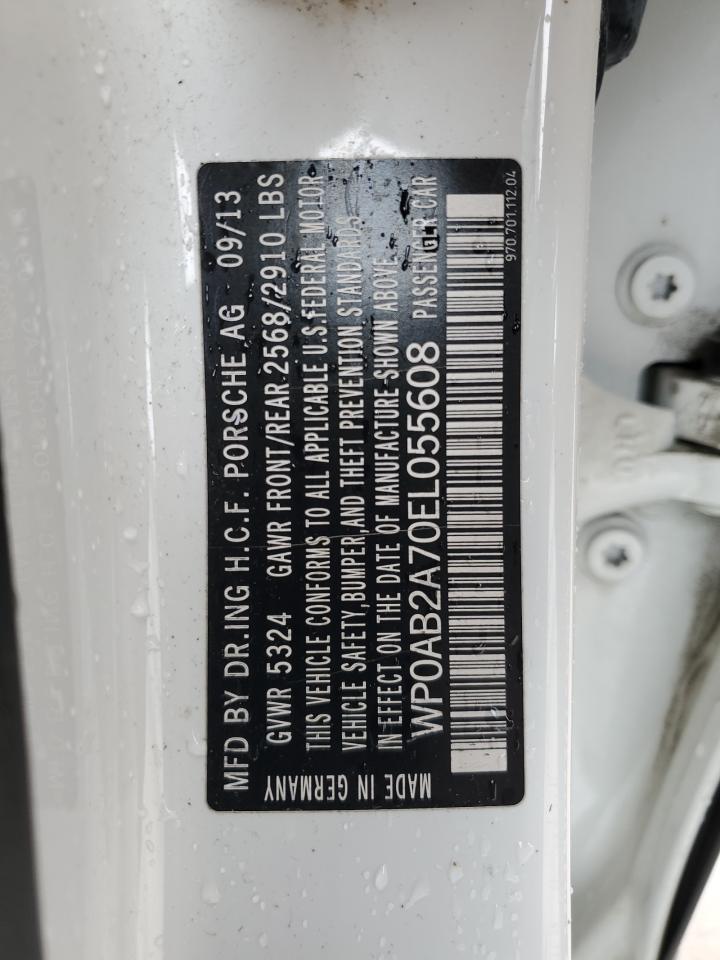 MFD BY DR.ING H.C.F. PORSCHE AG 09/13
GVWR 5324 GAWR FRONT/REAR 2568/2910 LBS
THIS VEHICLE CONFORMS TO ALL APPLICABLE U.S.FEDERAL MOTOR
VEHICLE SAFETY,BUMPER,AND THEFT PREVENTION STANDARDS
IN EFFECT ON THE DATE OF MANUFACTURE SHOWN ABOVE.
WP0AB2A70EL055608 PASSENGER CAR
MADE IN GERMANY
970.701.112.04